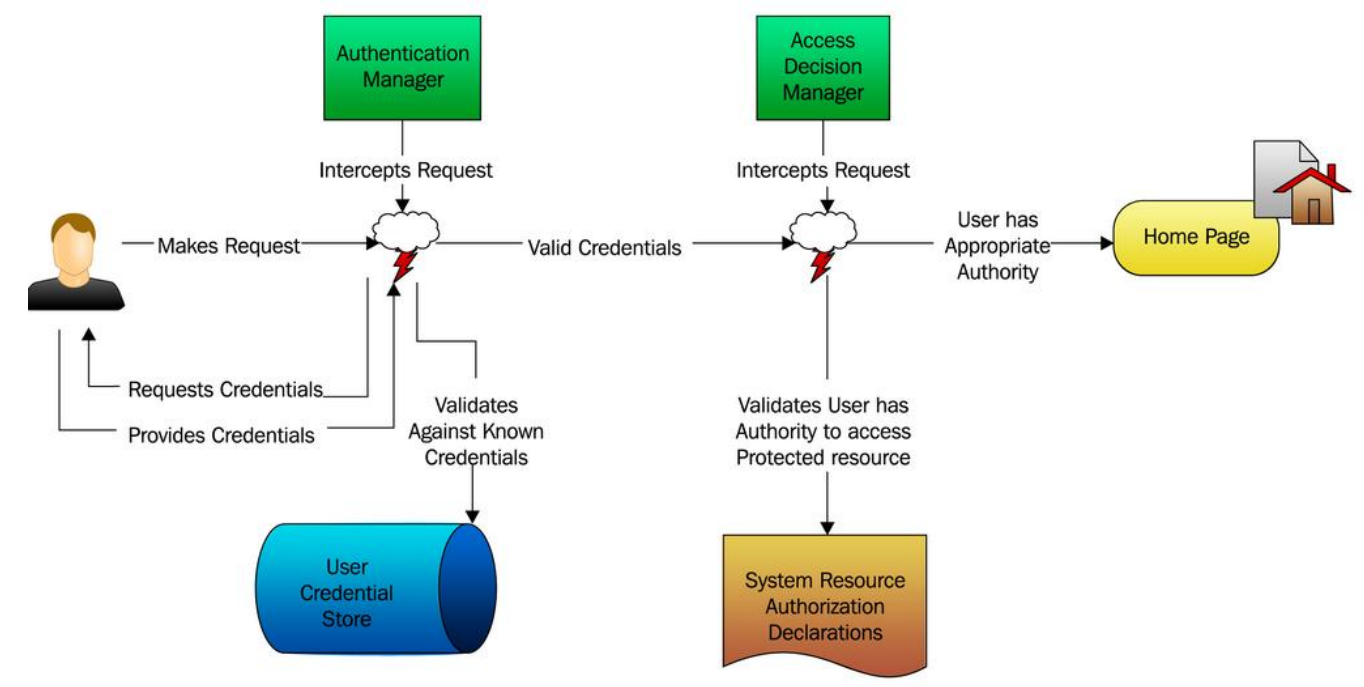 Authentication
Manager
Access
Decision
Manager
Intercepts Request
Intercepts Request
Makes Request
Valid Credentials
User has
Appropriate
Authority
Home Page
Requests Credentials
Provides Credentials
Validates
Against Known
Credentials
Validates User has
Authority to access
Protected resource
User
Credential
Store
System Resource
Authorization
Declarations